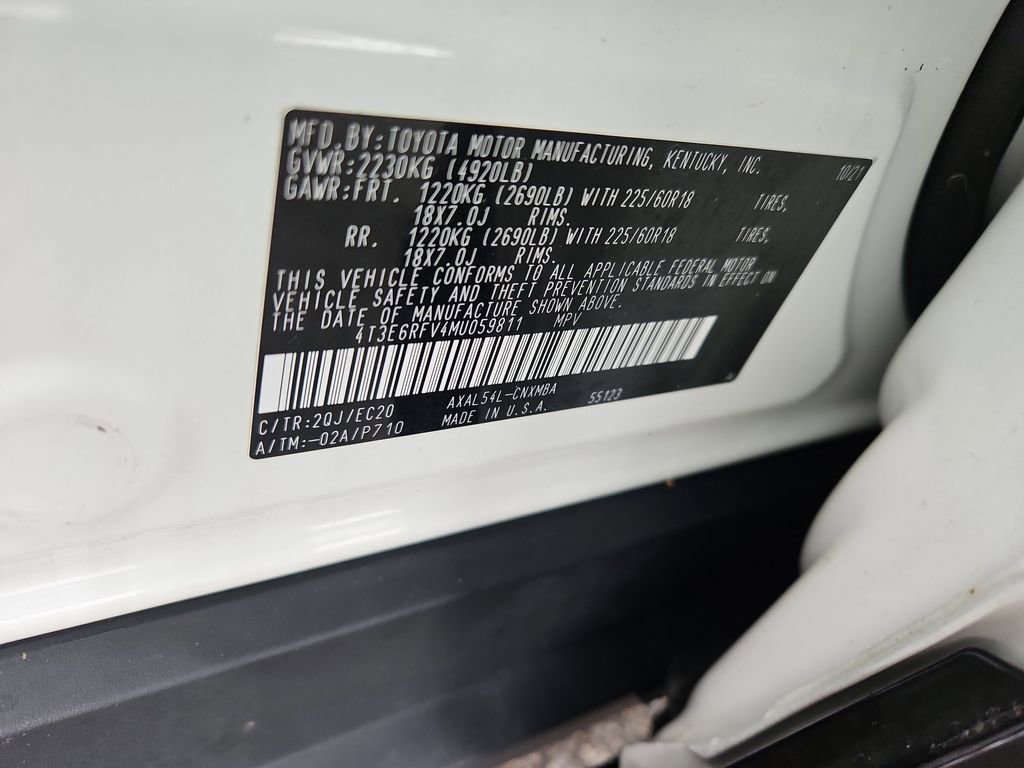 MFD. BY: TOYOTA MOTOR MANUFACTURING, KENTUCKY, INC. 10/21
GVWR: 2230KG (4920LB)
GAWR: FRT. 1220KG (2690LB) WITH 225/60R18 TIRES,
18X7.0J RIMS.
RR. 1220KG (2690LB) WITH 225/60R18 TIRES,
18X7.0J RIMS.
THIS VEHICLE CONFORMS TO ALL APPLICABLE FEDERAL MOTOR
VEHICLE SAFETY AND THEFT PREVENTION STANDARDS IN EFFECT ON
THE DATE OF MANUFACTURE SHOWN ABOVE.
4T3E6RFV4MU059811 MPV
C/TR: 2QJ/EC20 AXAL54L-CNXMBA 55123
A/TM: -02A/P710 MADE IN U.S.A.